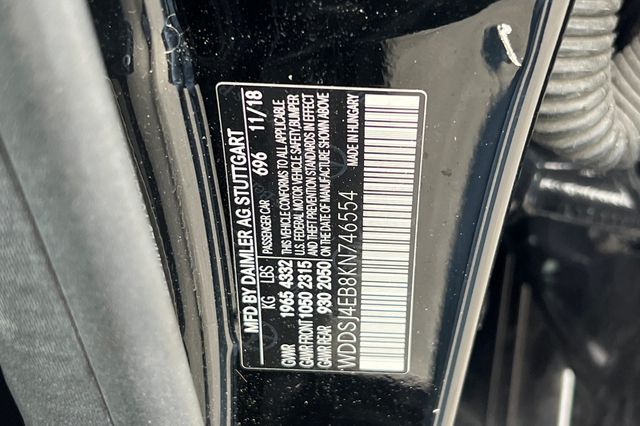 MFD BY DAIMLER AG STUTTGART
696 11/18
PASSENGER CAR
KG LBS
GVWR 1965 4332
GAWR FRONT 1050 2315
GAWR REAR 930 2050
THIS VEHICLE CONFORMS TO ALL APPLICABLE
U.S. FEDERAL MOTOR VEHICLE SAFETY, BUMPER
AND THEFT PREVENTION STANDARDS IN EFFECT
ON THE DATE OF MANUFACTURE SHOWN ABOVE
MADE IN HUNGARY
WDDSJ4EB8KN746554